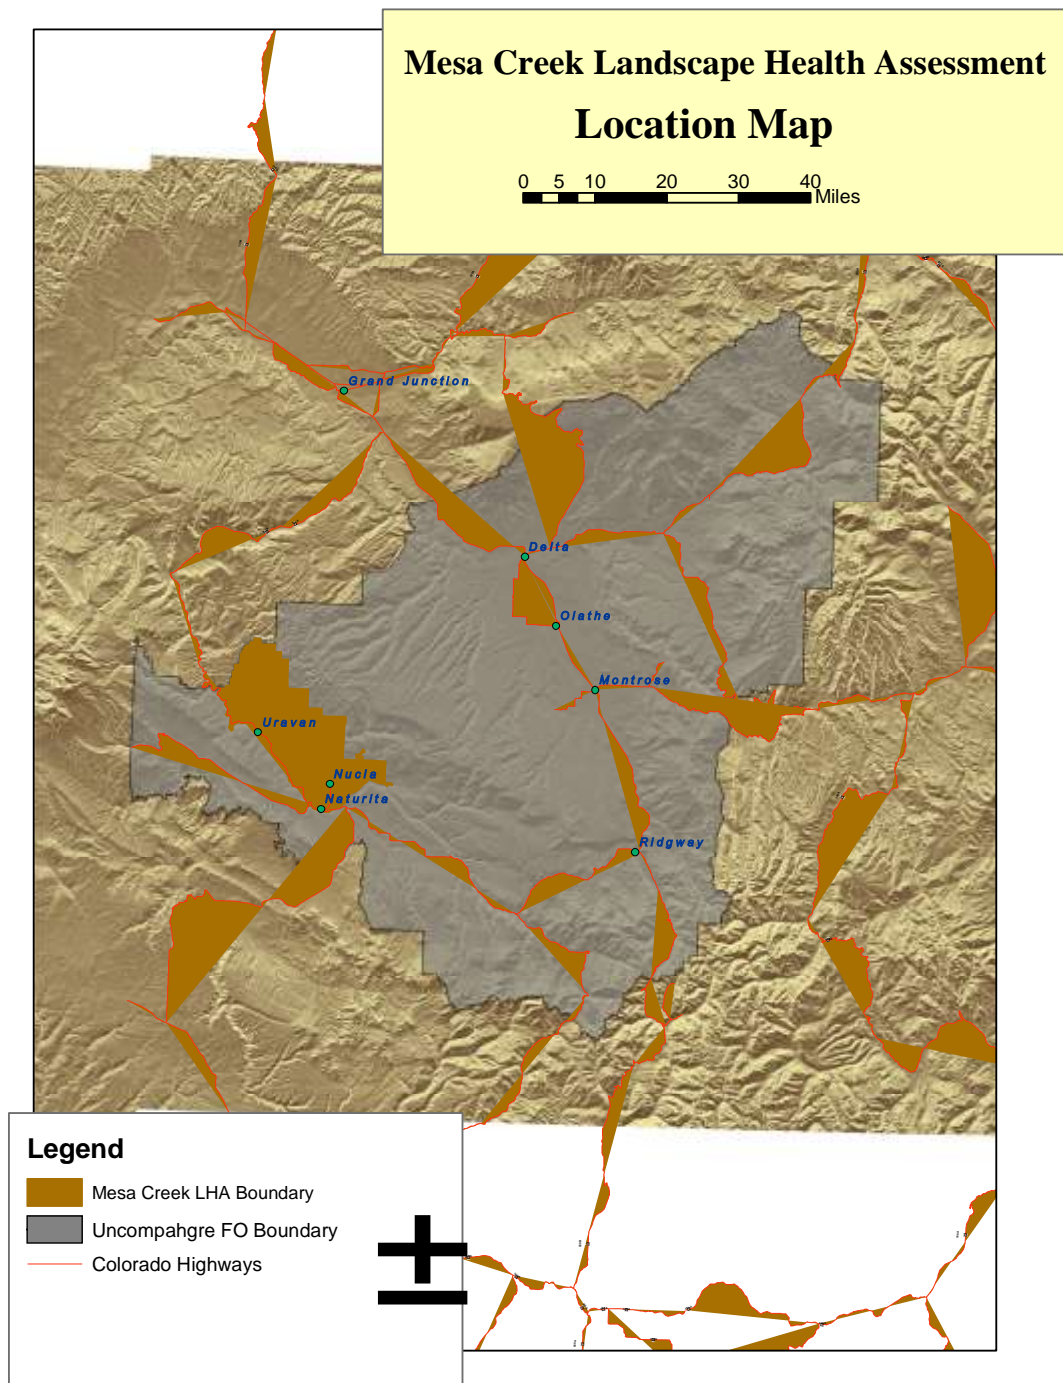 Mesa Creek Landscape Health Assessment
Location Map
0 5 10 20 30 40
Miles
Grand Junction
Delta
Olathe
Montrose
Uravan
Nucla
Naturita
Ridgway
Legend
Mesa Creek LHA Boundary
Uncompahgre FO Boundary
Colorado Highways